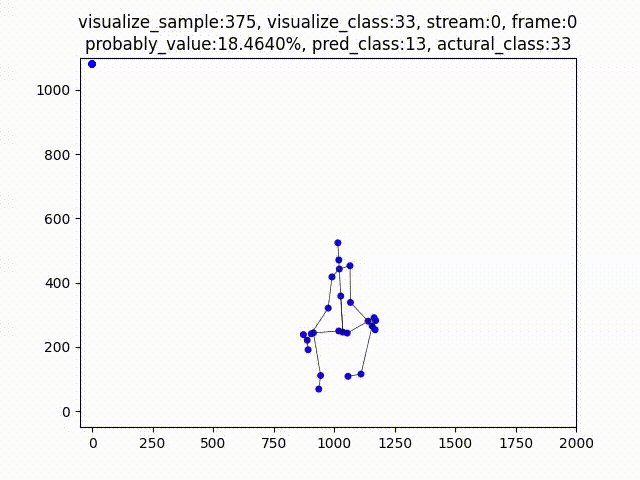 visualize_sample:375, visualize_class:33, stream:0, frame:0
probably_value:18.4640%, pred_class:13, actural_class:33
1000
800
600
400
200
0
0 250 500 750 1000 1250 1500 1750 2000